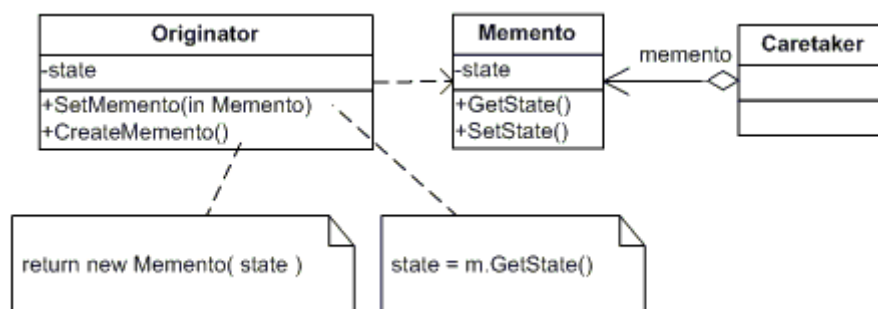 Originator
-state
+SetMemento(in Memento)
+CreateMemento()
Memento
-state
+GetState()
+SetState()
memento
Caretaker
return new Memento( state )
state = m.GetState()